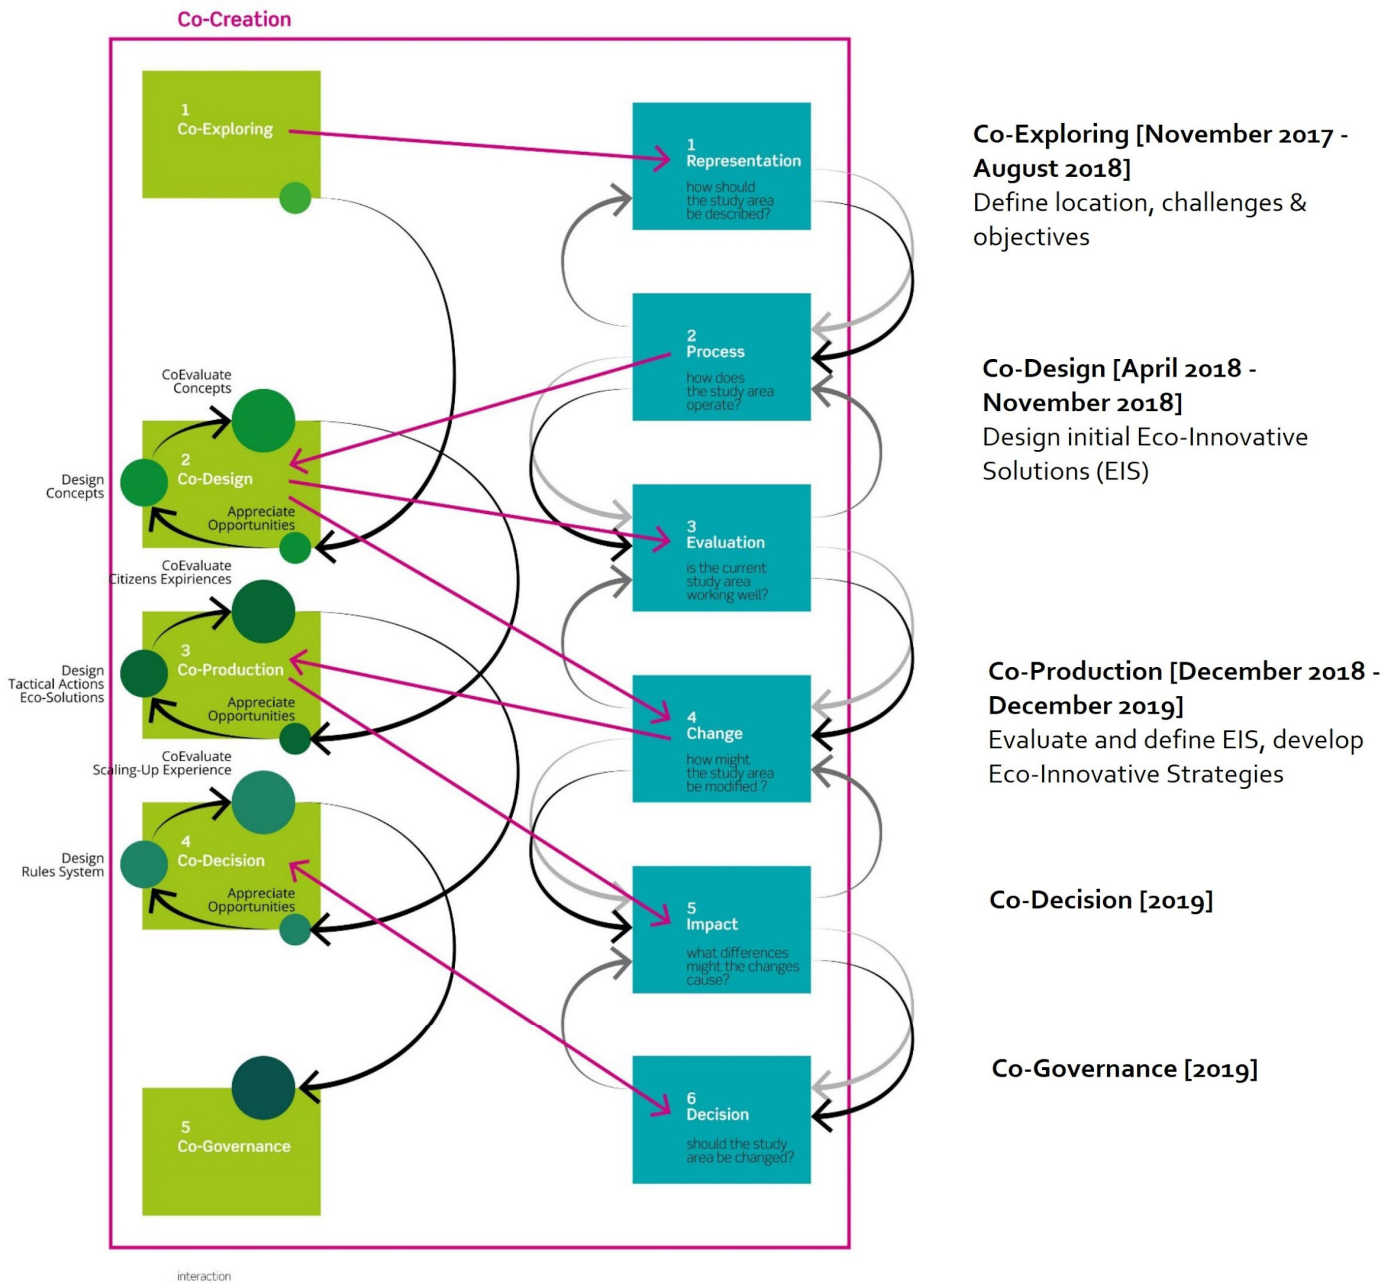 Co-Creation
1
Co-Exploring
CoEvaluate
Concepts
Design
Concepts
2
Co-Design
Appreciate
Opportunities
CoEvaluate
Citizens Expiriences
Design
Tactical Actions
Eco-Solutions
3
Co-Production
Appreciate
Opportunities
CoEvaluate
Scaling-Up Experience
Design
Rules System
4
Co-Decision
Appreciate
Opportunities
5
Co-Governance
1
Representation
how should
the study area
be described?
2
Process
how does
the study area
operate?
3
Evaluation
is the current
study area
working well?
4
Change
how might
the study area
be modified ?
5
Impact
what differences
might the changes
cause?
6
Decision
should the study
area be changed?
Co-Exploring [November 2017 -
August 2018]
Define location, challenges &
objectives
Co-Design [April 2018 -
November 2018]
Design initial Eco-Innovative
Solutions (EIS)
Co-Production [December 2018 -
December 2019]
Evaluate and define EIS, develop
Eco-Innovative Strategies
Co-Decision [2019]
Co-Governance [2019]
interaction